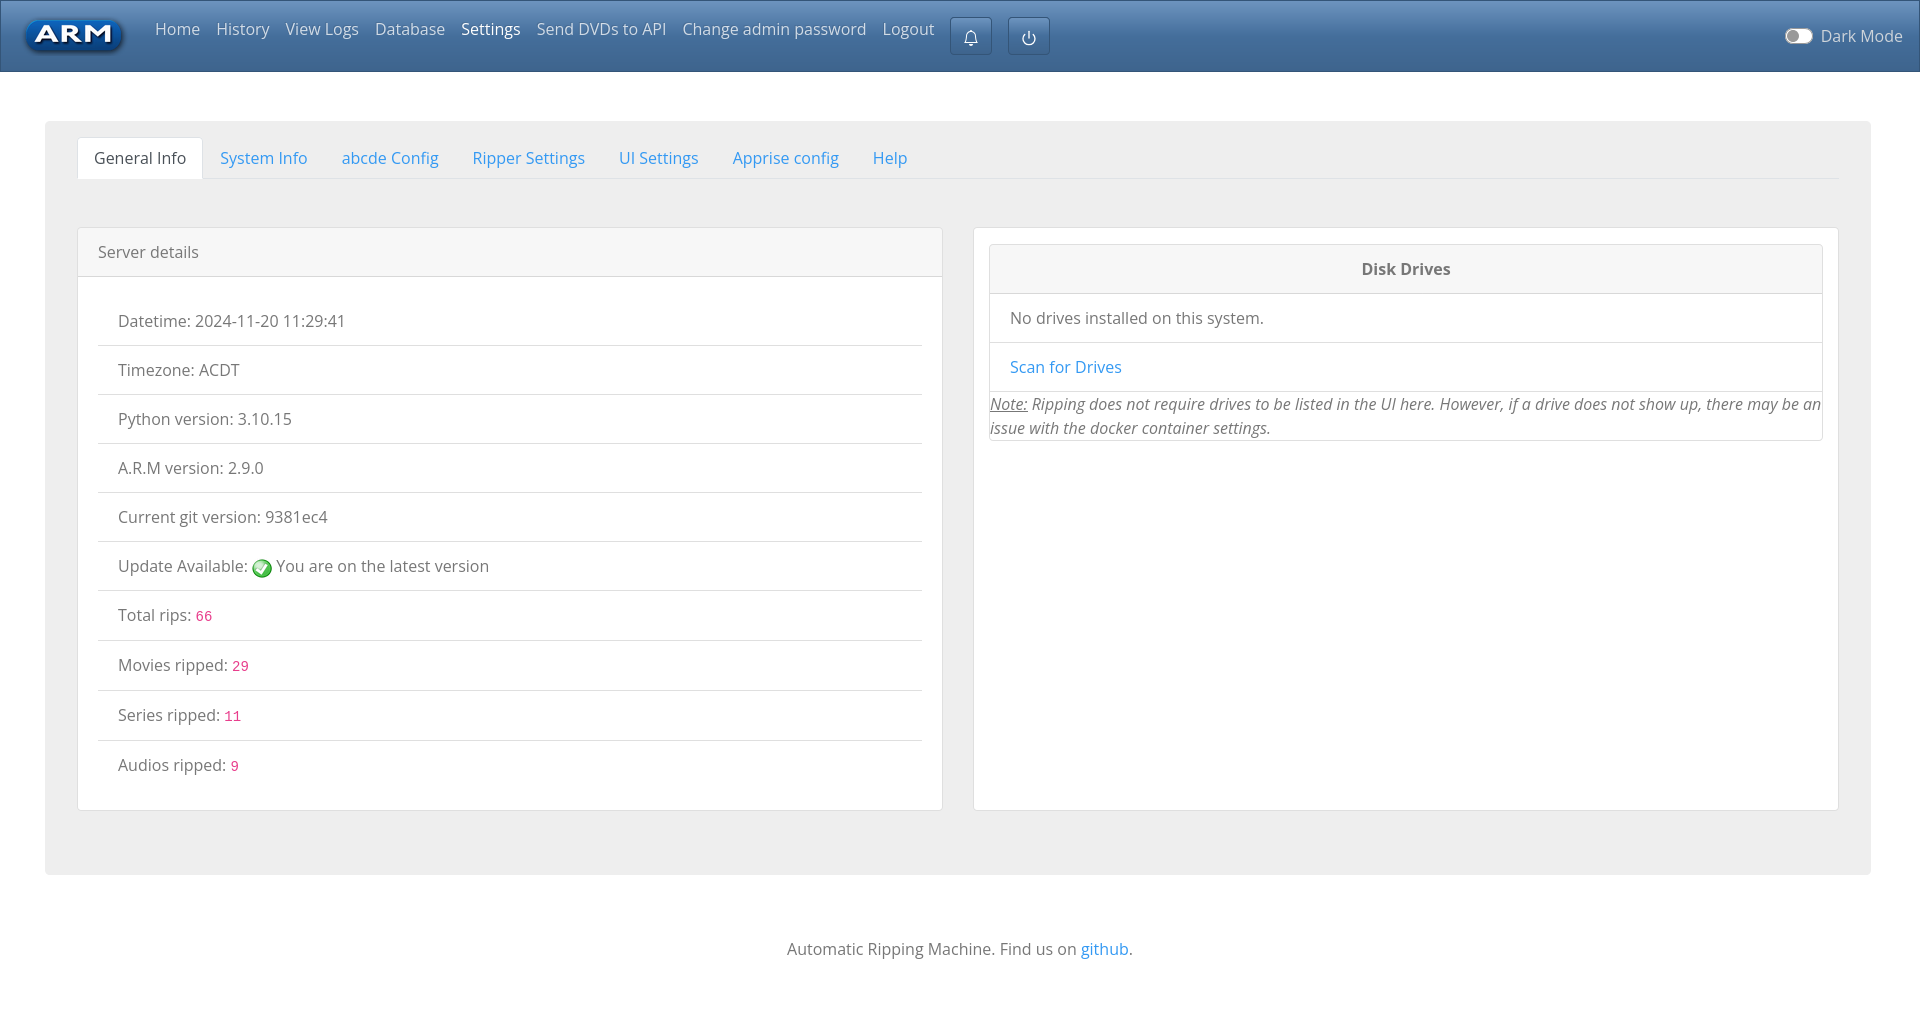 ARM Home History View Logs Database Settings Send DVDs to API Change admin password Logout Dark Mode
General Info System Info abcde Config Ripper Settings UI Settings Apprise config Help
Server details
Datetime: 2024-11-20 11:29:41
Timezone: ACDT
Python version: 3.10.15
A.R.M version: 2.9.0
Current git version: 9381ec4
Update Available: You are on the latest version
Total rips: 66
Movies ripped: 29
Series ripped: 11
Audios ripped: 9
Disk Drives
No drives installed on this system.
Scan for Drives
Note: Ripping does not require drives to be listed in the UI here. However, if a drive does not show up, there may be an
issue with the docker container settings.
Automatic Ripping Machine. Find us on github.